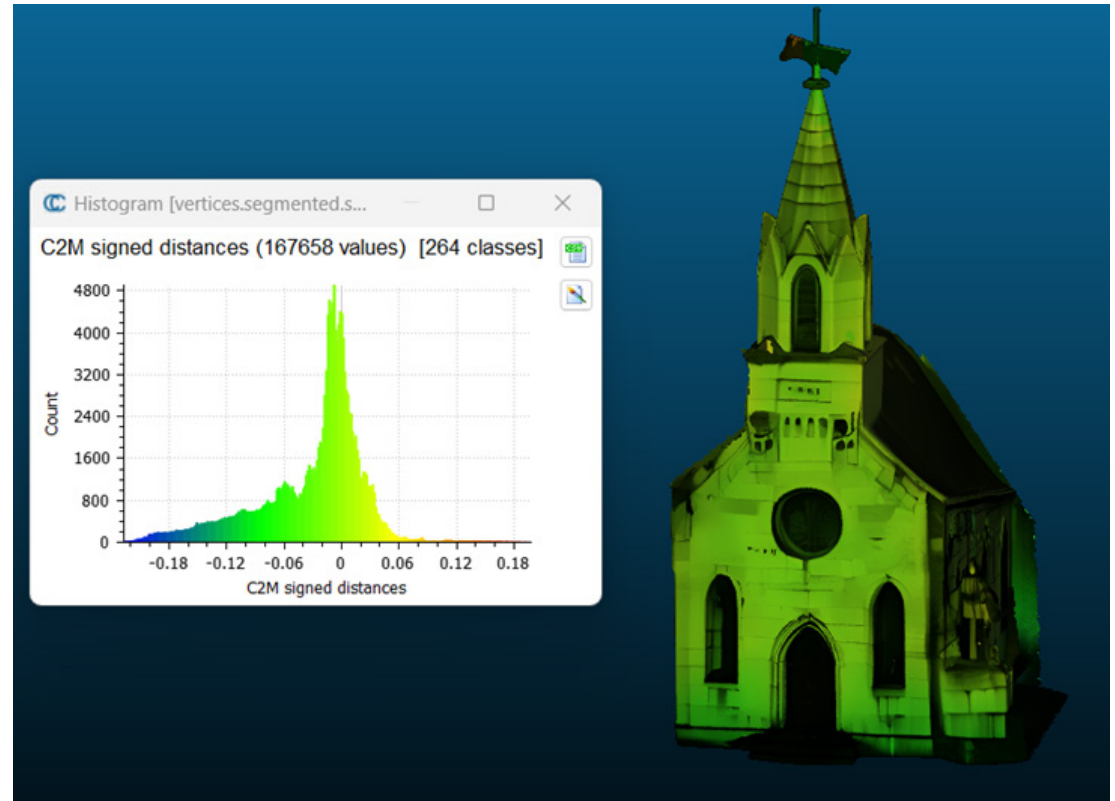 Histogram [vertices.segmented.s...
C2M signed distances (167658 values) [264 classes]
4800
4000
3200
2400
1600
800
0
Count
-0.18 -0.12 -0.06 0 0.06 0.12 0.18
C2M signed distances